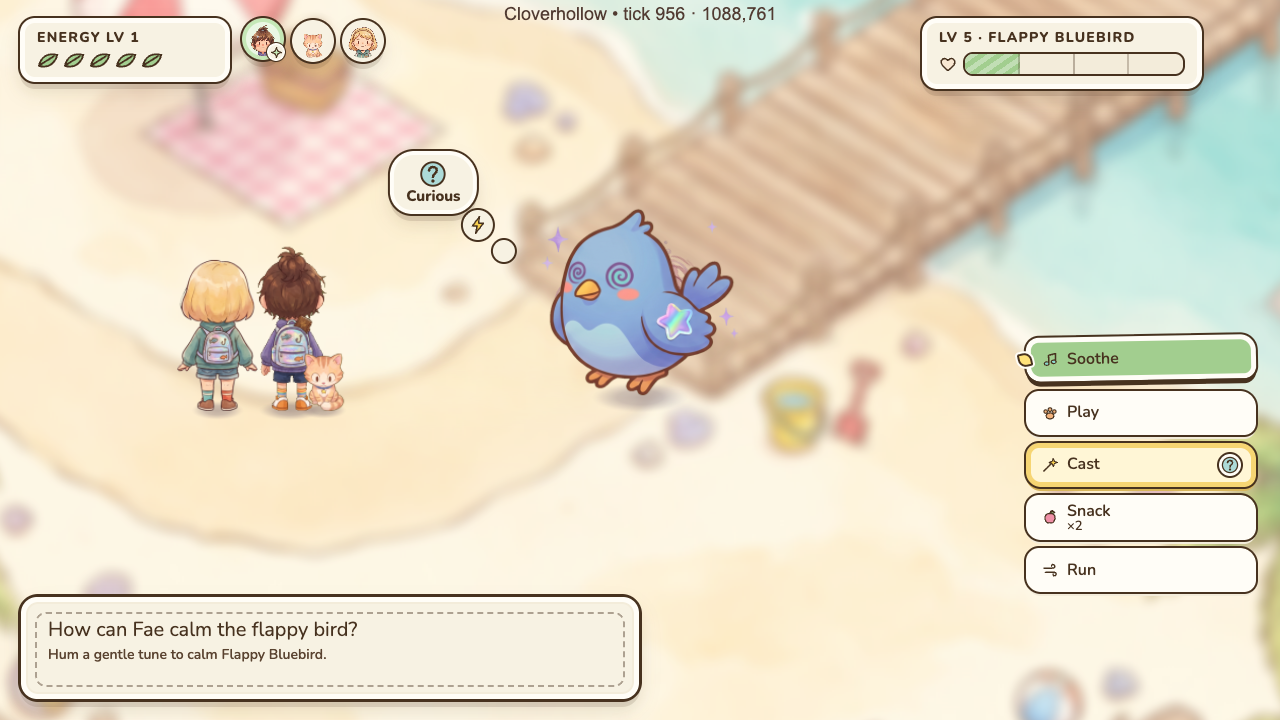 Cloverhollow • tick 956 · 1088,761
ENERGY LV 1
LV 5 · FLAPPY BLUEBIRD
Curious
Soothe
Play
Cast
Snack
×2
Run
How can Fae calm the flappy bird?
Hum a gentle tune to calm Flappy Bluebird.